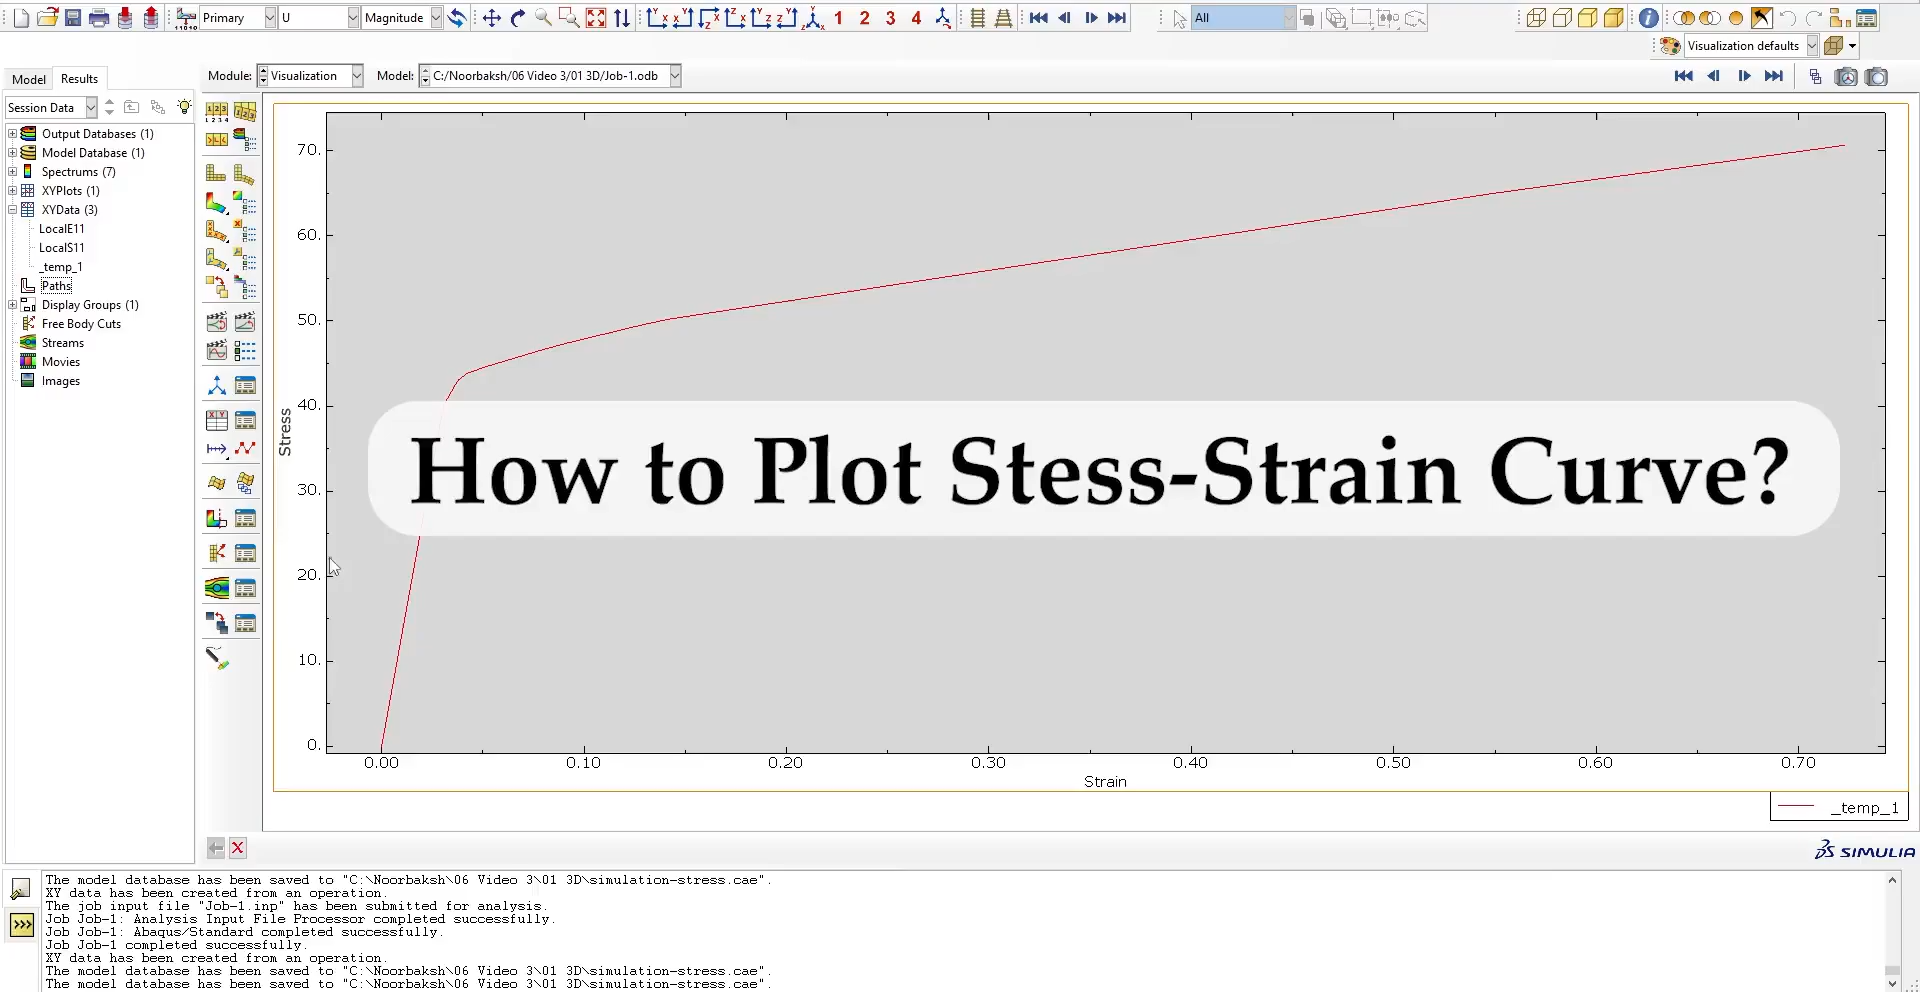 Primary U Magnitude 1 2 3 4 All
Visualization defaults
Model Results Module: Visualization Model: C:/Noorbaksh/06 Video 3/01 3D/Job-1.odb
Session Data
Output Databases (1)
Model Database (1)
Spectrums (7)
XYPlots (1)
XYData (3)
LocalE11
LocalS11
_temp_1
Paths
Display Groups (1)
Free Body Cuts
Streams
Movies
Images
70.
60.
50.
40.
30.
20.
10.
0.
Stress
How to Plot Stess-Strain Curve?
0.00 0.10 0.20 0.30 0.40 0.50 0.60 0.70
Strain
_temp_1
SIMULIA
The model database has been saved to "C:\Noorbaksh\06 Video 3\01 3D\simulation-stress.cae".
XY data has been created from an operation.
The job input file "Job-1.inp" has been submitted for analysis.
Job Job-1: Analysis Input File Processor completed successfully.
Job Job-1: Abaqus/Standard completed successfully.
Job Job-1 completed successfully.
XY data has been created from an operation.
The model database has been saved to "C:\Noorbaksh\06 Video 3\01 3D\simulation-stress.cae".
The model database has been saved to "C:\Noorbaksh\06 Video 3\01 3D\simulation-stress.cae".